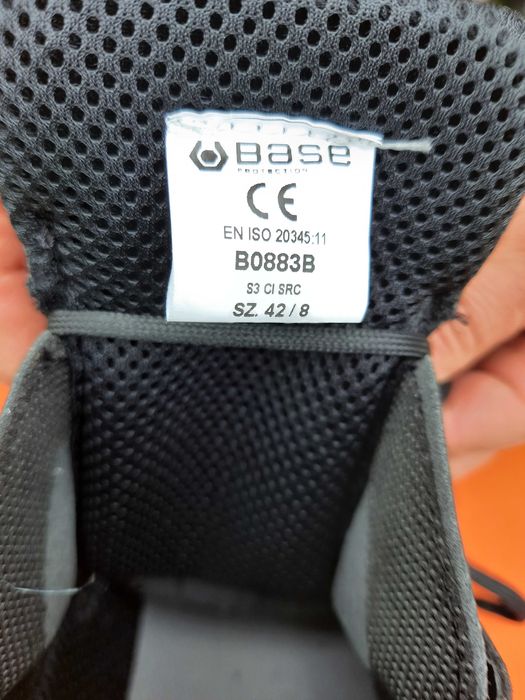 Base
PROTECTION
CE
EN ISO 20345:11
B0883B
S3 CI SRC
SZ. 42 / 8